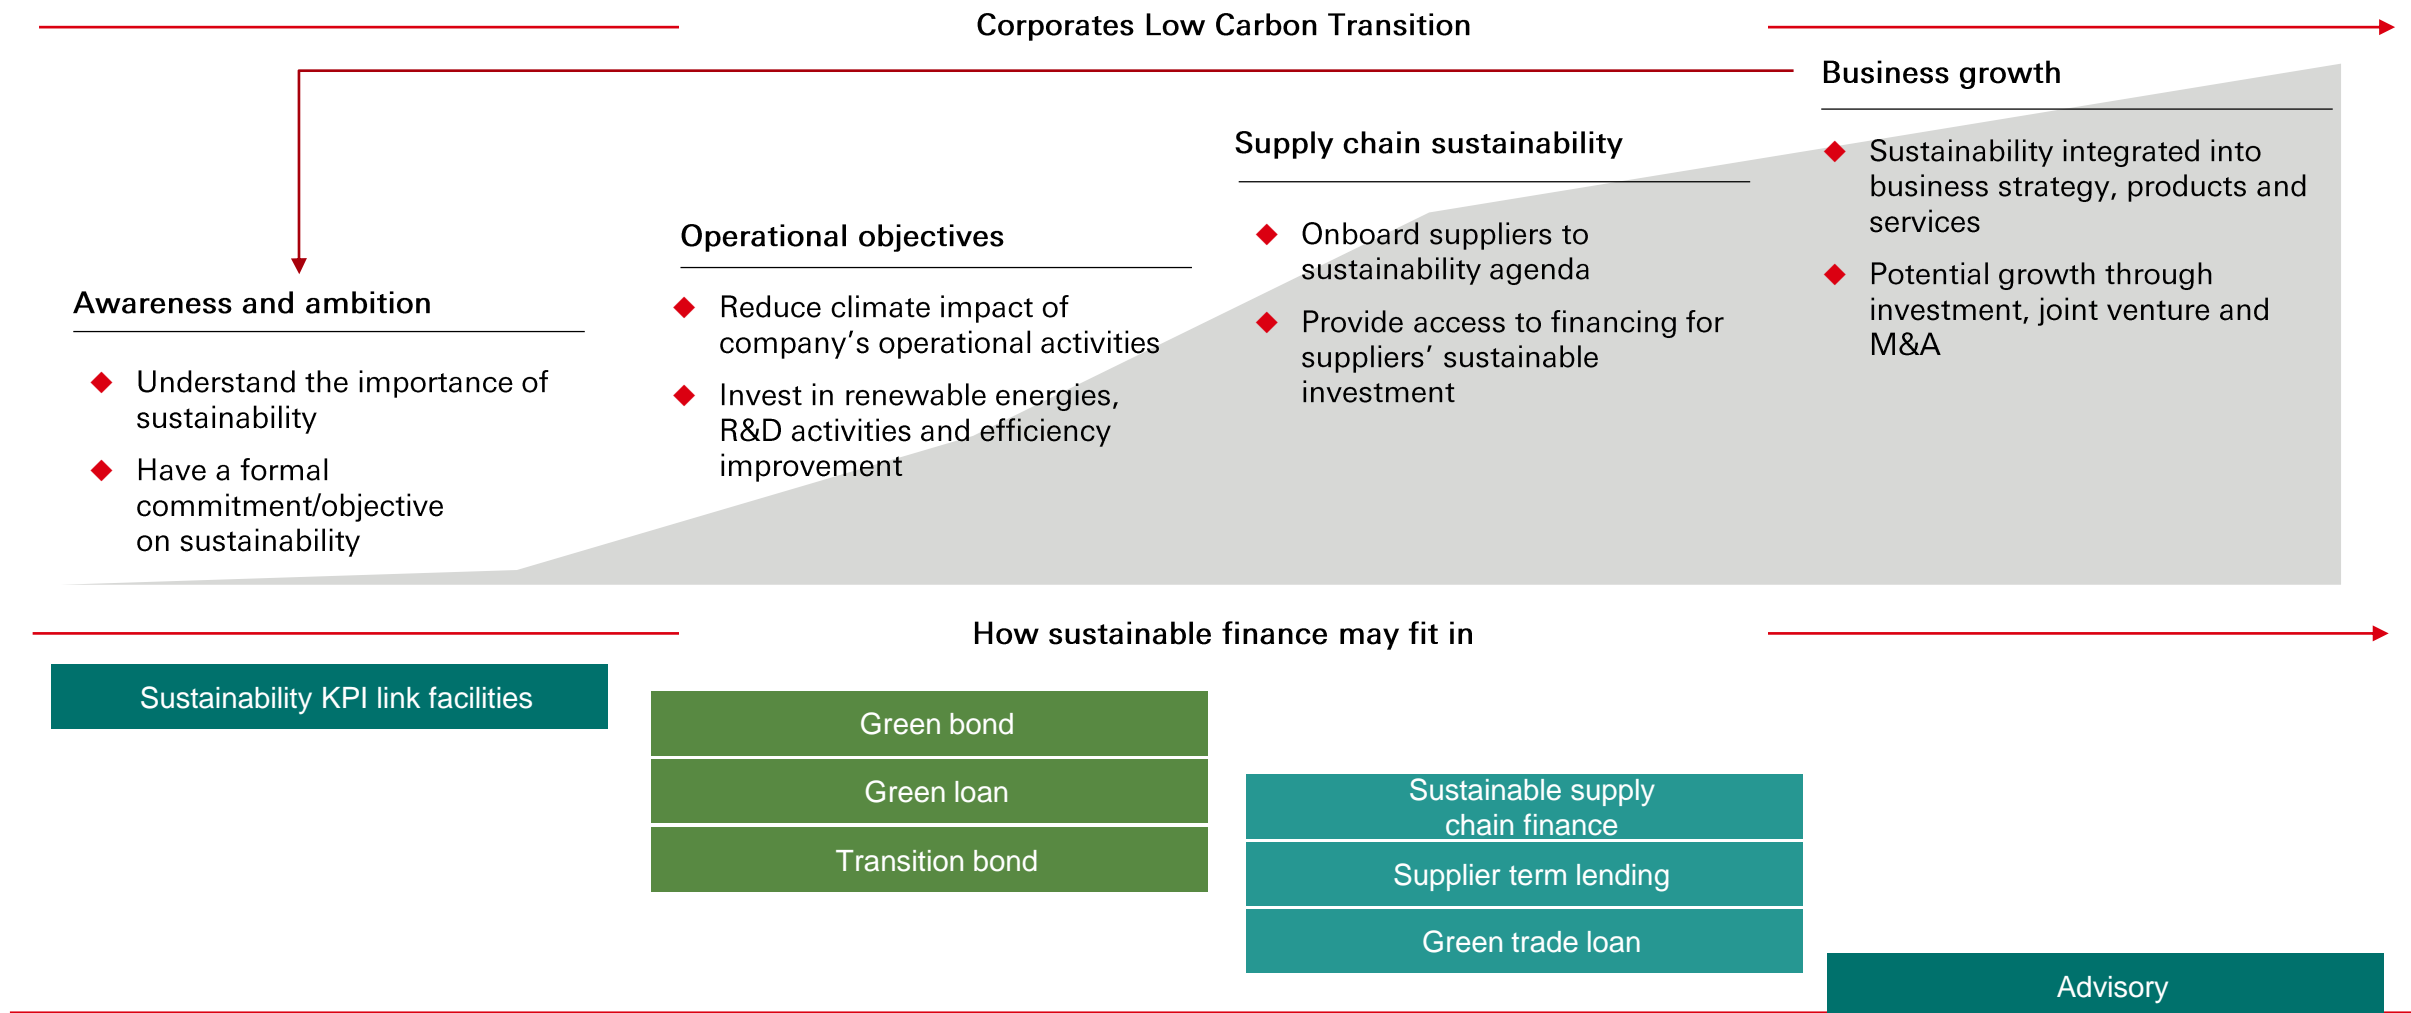 Corporates Low Carbon Transition
Awareness and ambition
Understand the importance of
sustainability
Have a formal
commitment/objective
on sustainability
Operational objectives
Reduce climate impact of
company’s operational activities
Invest in renewable energies,
R&D activities and efficiency
improvement
Supply chain sustainability
Onboard suppliers to
sustainability agenda
Provide access to financing for
suppliers’ sustainable
investment
Business growth
Sustainability integrated into
business strategy, products and
services
Potential growth through
investment, joint venture and
M&A
How sustainable finance may fit in
Sustainability KPI link facilities
Green bond
Green loan
Transition bond
Sustainable supply
chain finance
Supplier term lending
Green trade loan
Advisory